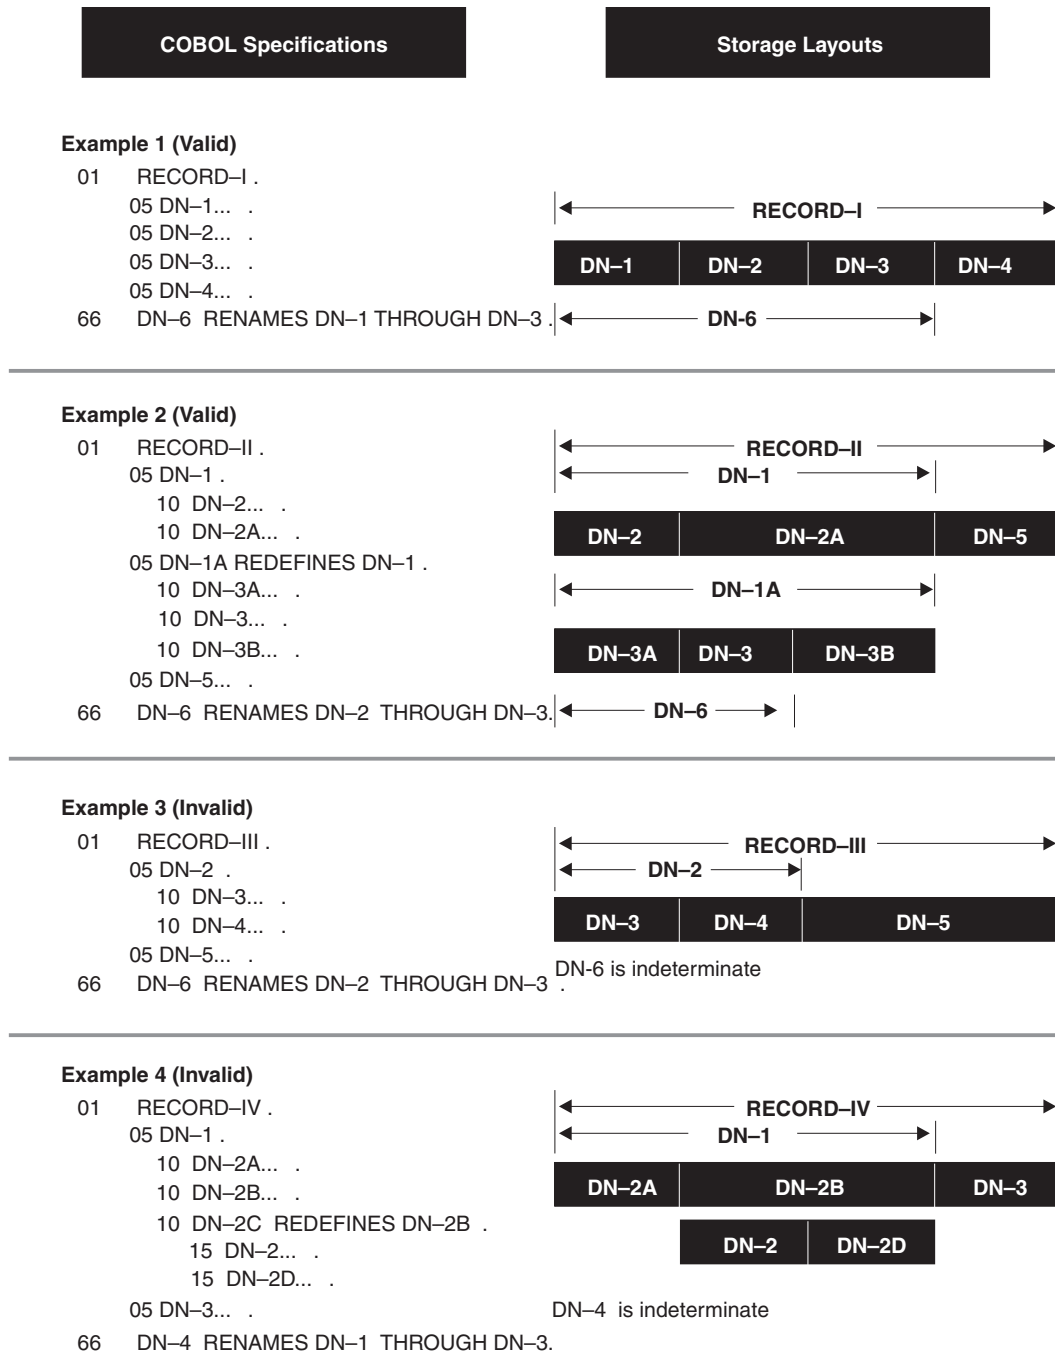 COBOL Specifications
Storage Layouts
Example 1 (Valid)
01 RECORD–I .
05 DN–1... .
05 DN–2... .
05 DN–3... .
05 DN–4... .
66 DN–6 RENAMES DN–1 THROUGH DN–3 .
RECORD–I
DN–1 DN–2 DN–3 DN–4
DN-6
Example 2 (Valid)
01 RECORD–II .
05 DN–1 .
10 DN–2... .
10 DN–2A... .
05 DN–1A REDEFINES DN–1 .
10 DN–3A... .
10 DN–3... .
10 DN–3B... .
05 DN–5... .
66 DN–6 RENAMES DN–2 THROUGH DN–3.
RECORD–II
DN–1
DN–2 DN–2A DN–5
DN–1A
DN–3A DN–3 DN–3B
DN–6
Example 3 (Invalid)
01 RECORD–III .
05 DN–2 .
10 DN–3... .
10 DN–4... .
05 DN–5... .
66 DN–6 RENAMES DN–2 THROUGH DN–3 .
RECORD–III
DN–2
DN–3 DN–4 DN–5
DN-6 is indeterminate
Example 4 (Invalid)
01 RECORD–IV .
05 DN–1 .
10 DN–2A... .
10 DN–2B... .
10 DN–2C REDEFINES DN–2B .
15 DN–2... .
15 DN–2D... .
05 DN–3... .
66 DN–4 RENAMES DN–1 THROUGH DN–3.
RECORD–IV
DN–1
DN–2A DN–2B DN–3
DN–2 DN–2D
DN–4 is indeterminate